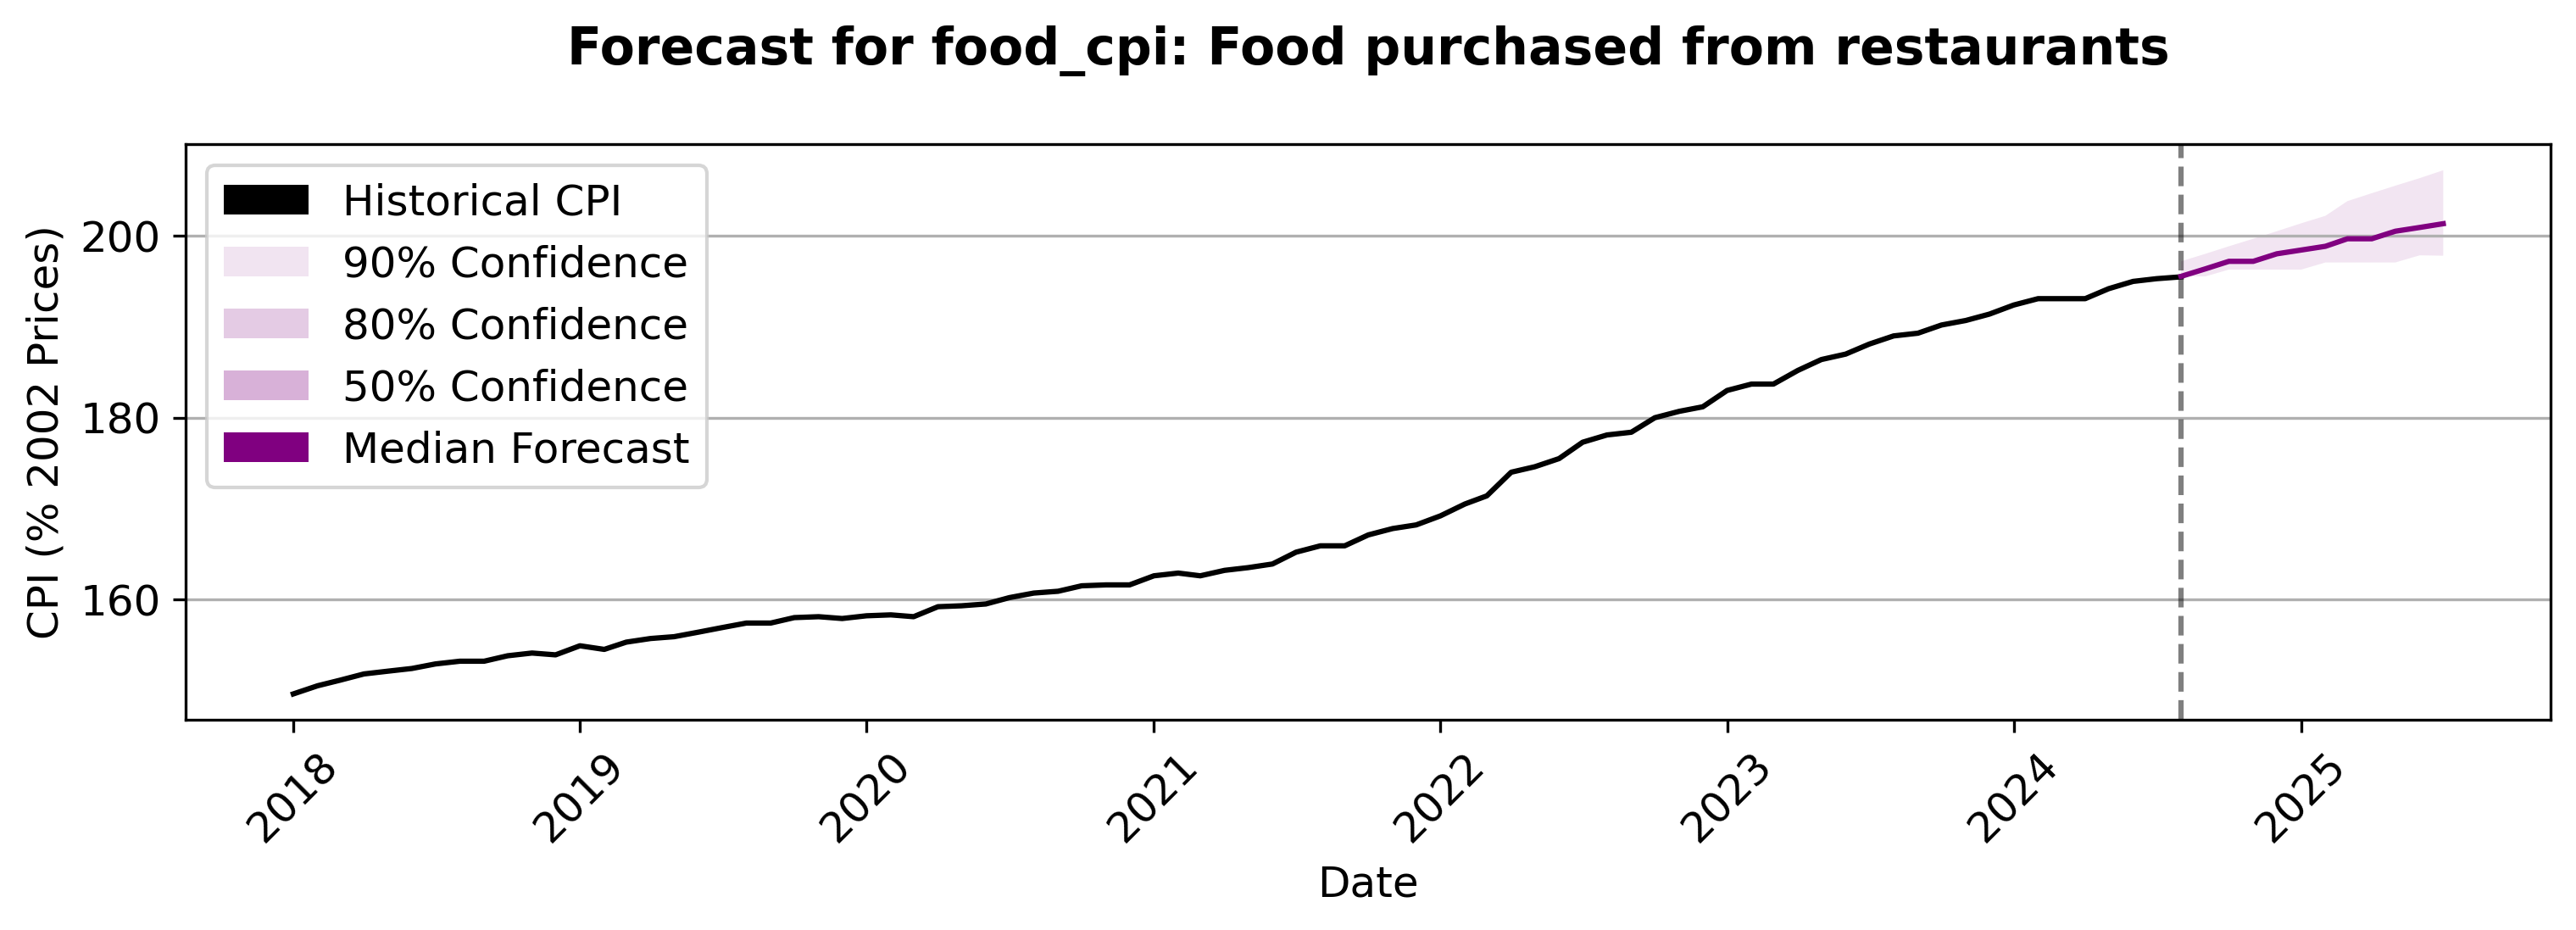 Forecast for food_cpi: Food purchased from restaurants
Historical CPI
90% Confidence
80% Confidence
50% Confidence
Median Forecast
CPI (% 2002 Prices)
200
180
160
2018
2019
2020
2021
2022
2023
2024
2025
Date